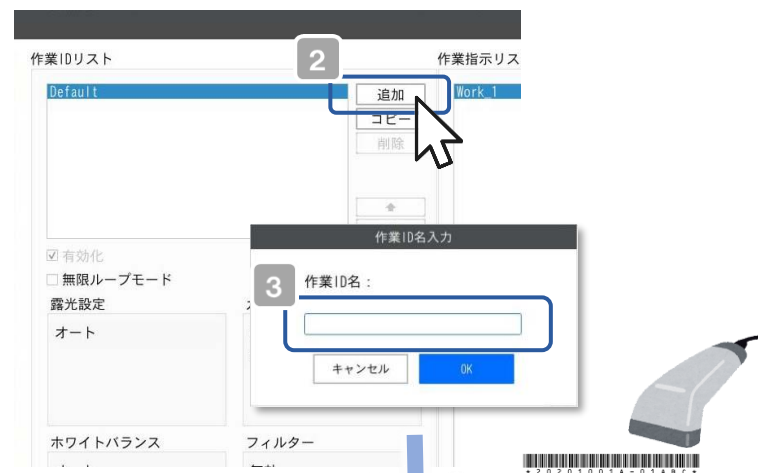 作業IDリスト
2
作業指示リス
Default
追加
Work_1
コピー
削除
作業ID名入力
有効化
無限ループモード
3
作業ID名：
露光設定
オート
キャンセル
OK
ホワイトバランス
フィルター
*20201001A-01ABC*